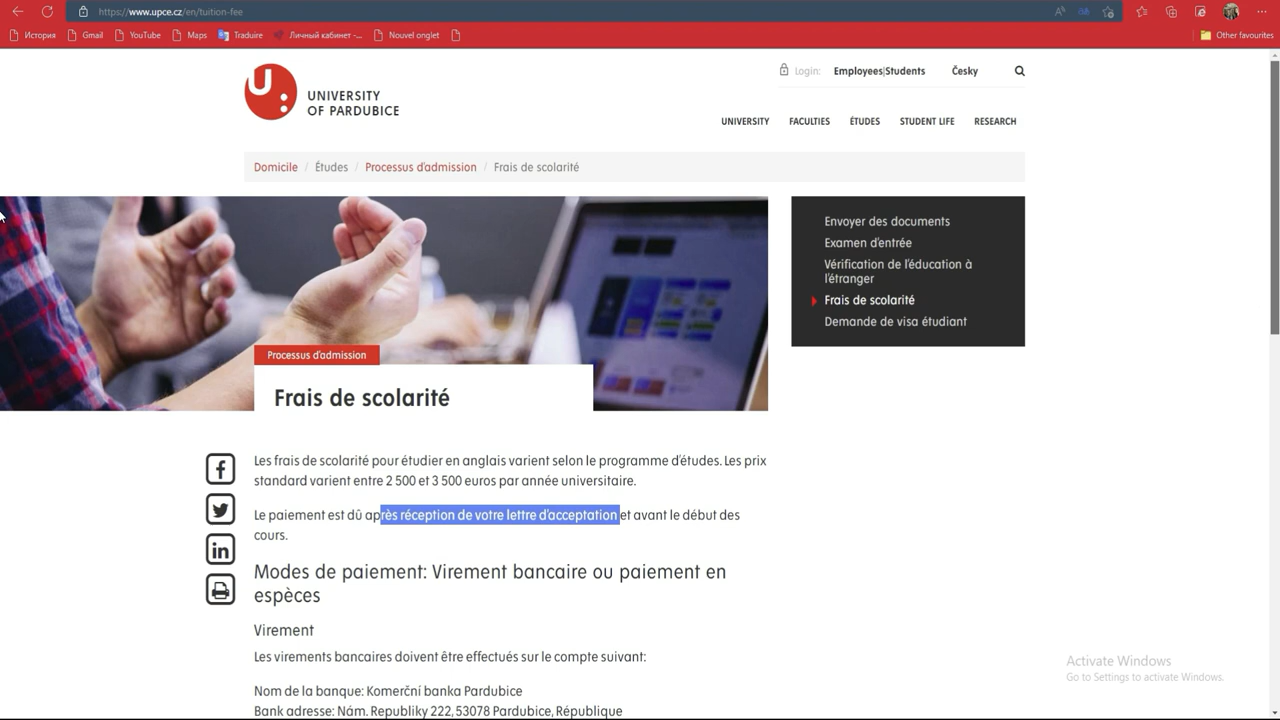 https://www.upce.cz/en/tuition-fee
История
Gmail
YouTube
Maps
Traduire
Личный кабинет -...
Nouvel onglet
Other favourites
Login:
Employees|Students
Česky
U:
UNIVERSITY
OF PARDUBICE
UNIVERSITY
FACULTIES
ÉTUDES
STUDENT LIFE
RESEARCH
Domicile / Études / Processus d'admission / Frais de scolarité
Envoyer des documents
Examen d'entrée
Vérification de l'éducation à
l'étranger
Frais de scolarité
Demande de visa étudiant
Processus d'admission
Frais de scolarité
Les frais de scolarité pour étudier en anglais varient selon le programme d'études. Les prix
standard varient entre 2 500 et 3 500 euros par année universitaire.
Le paiement est dû après réception de votre lettre d'acceptation et avant le début des
cours.
Modes de paiement: Virement bancaire ou paiement en
espèces
Virement
Les virements bancaires doivent être effectués sur le compte suivant:
Nom de la banque: Komerční banka Pardubice
Bank adresse: Nám. Republiky 222, 53078 Pardubice, République
Activate Windows
Go to Settings to activate Windows.